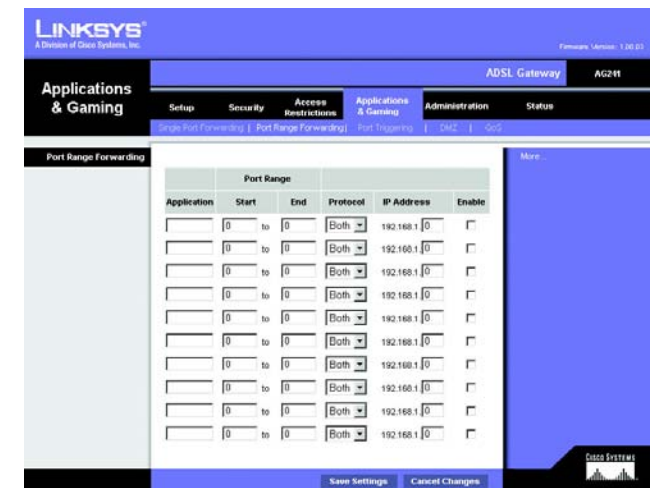 LINKSYS®
A Division of Cisco Systems, Inc.
Firmware Version: 1.00.03
ADSL Gateway AG241
Applications & Gaming
Setup Security Access Restrictions Applications & Gaming Administration Status
Single Port Forwarding | Port Range Forwarding | Port Triggering | DMZ | QoS
Port Range Forwarding
More...
Port Range
Application Start End Protocol IP Address Enable
0 to 0 Both 192.168.1. 0
0 to 0 Both 192.168.1. 0
0 to 0 Both 192.168.1. 0
0 to 0 Both 192.168.1. 0
0 to 0 Both 192.168.1. 0
0 to 0 Both 192.168.1. 0
0 to 0 Both 192.168.1. 0
0 to 0 Both 192.168.1. 0
0 to 0 Both 192.168.1. 0
0 to 0 Both 192.168.1. 0
Save Settings Cancel Changes
CISCO SYSTEMS